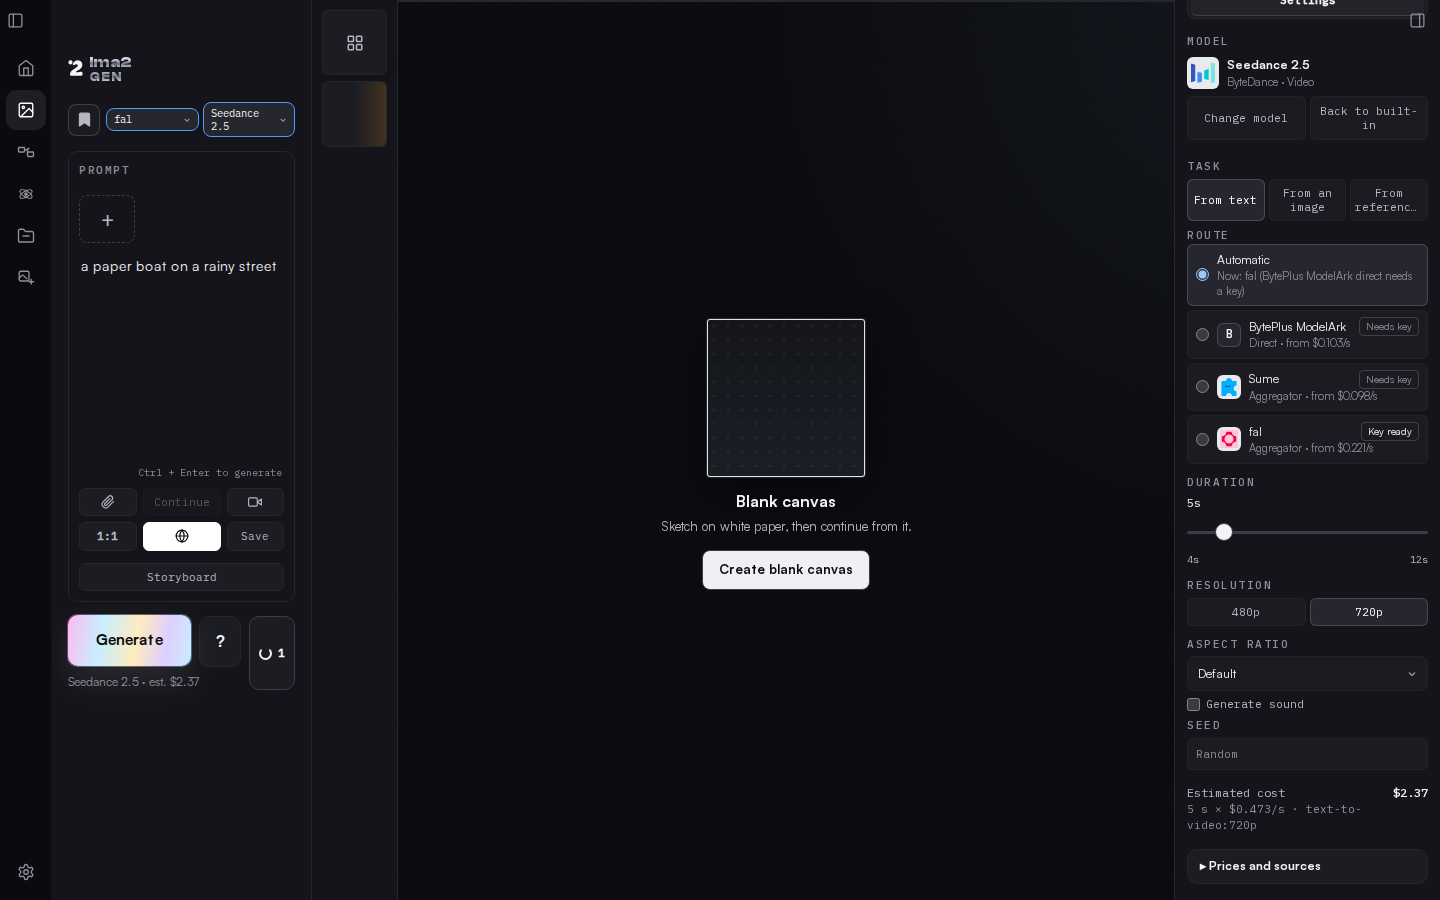 Ima2
GEN
fal
Seedance
2.5
PROMPT
+
a paper boat on a rainy street
Ctrl + Enter to generate
Continue
1:1
Save
Storyboard
Generate
?
1
Seedance 2.5 · est. $2.37
Blank canvas
Sketch on white paper, then continue from it.
Create blank canvas
Settings
MODEL
Seedance 2.5
ByteDance · Video
Change model
Back to built-
in
TASK
From text
From an
image
From
referenc…
ROUTE
Automatic
Now: fal (BytePlus ModelArk direct needs
a key)
B
BytePlus ModelArk
Needs key
Direct · from $0.103/s
Sume
Needs key
Aggregator · from $0.098/s
fal
Key ready
Aggregator · from $0.221/s
DURATION
5s
4s
12s
RESOLUTION
480p
720p
ASPECT RATIO
Default
Generate sound
SEED
Random
Estimated cost
$2.37
5 s × $0.473/s · text-to-
video:720p
▸ Prices and sources